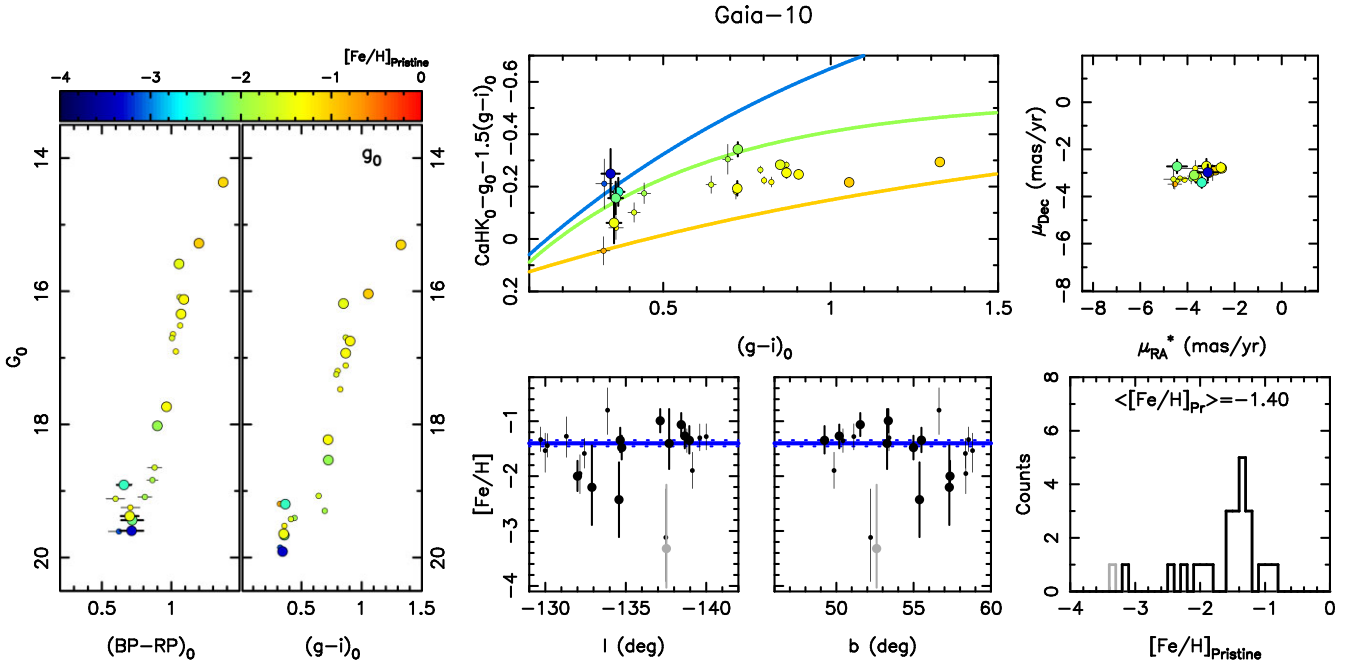 Gaia−10
[Fe/H]Pristine
−4 −3 −2 −1 0
g0
14 16 18 20
G0
14 16 18 20
0.5 1
(BP−RP)0
0.5 1 1.5
(g−i)0
−0.6 −0.4 −0.2 0 0.2
CaHK0−g0−1.5(g−i)0
0.5 1 1.5
(g−i)0
0 −2 −4 −6 −8
μDec (mas/yr)
−8 −6 −4 −2 0
μRA* (mas/yr)
−1 −2 −3 −4
[Fe/H]
−130 −135 −140
l (deg)
50 55 60
b (deg)
<[Fe/H]Pr>=−1.40
0 2 4 6 8
Counts
−4 −3 −2 −1 0
[Fe/H]Pristine